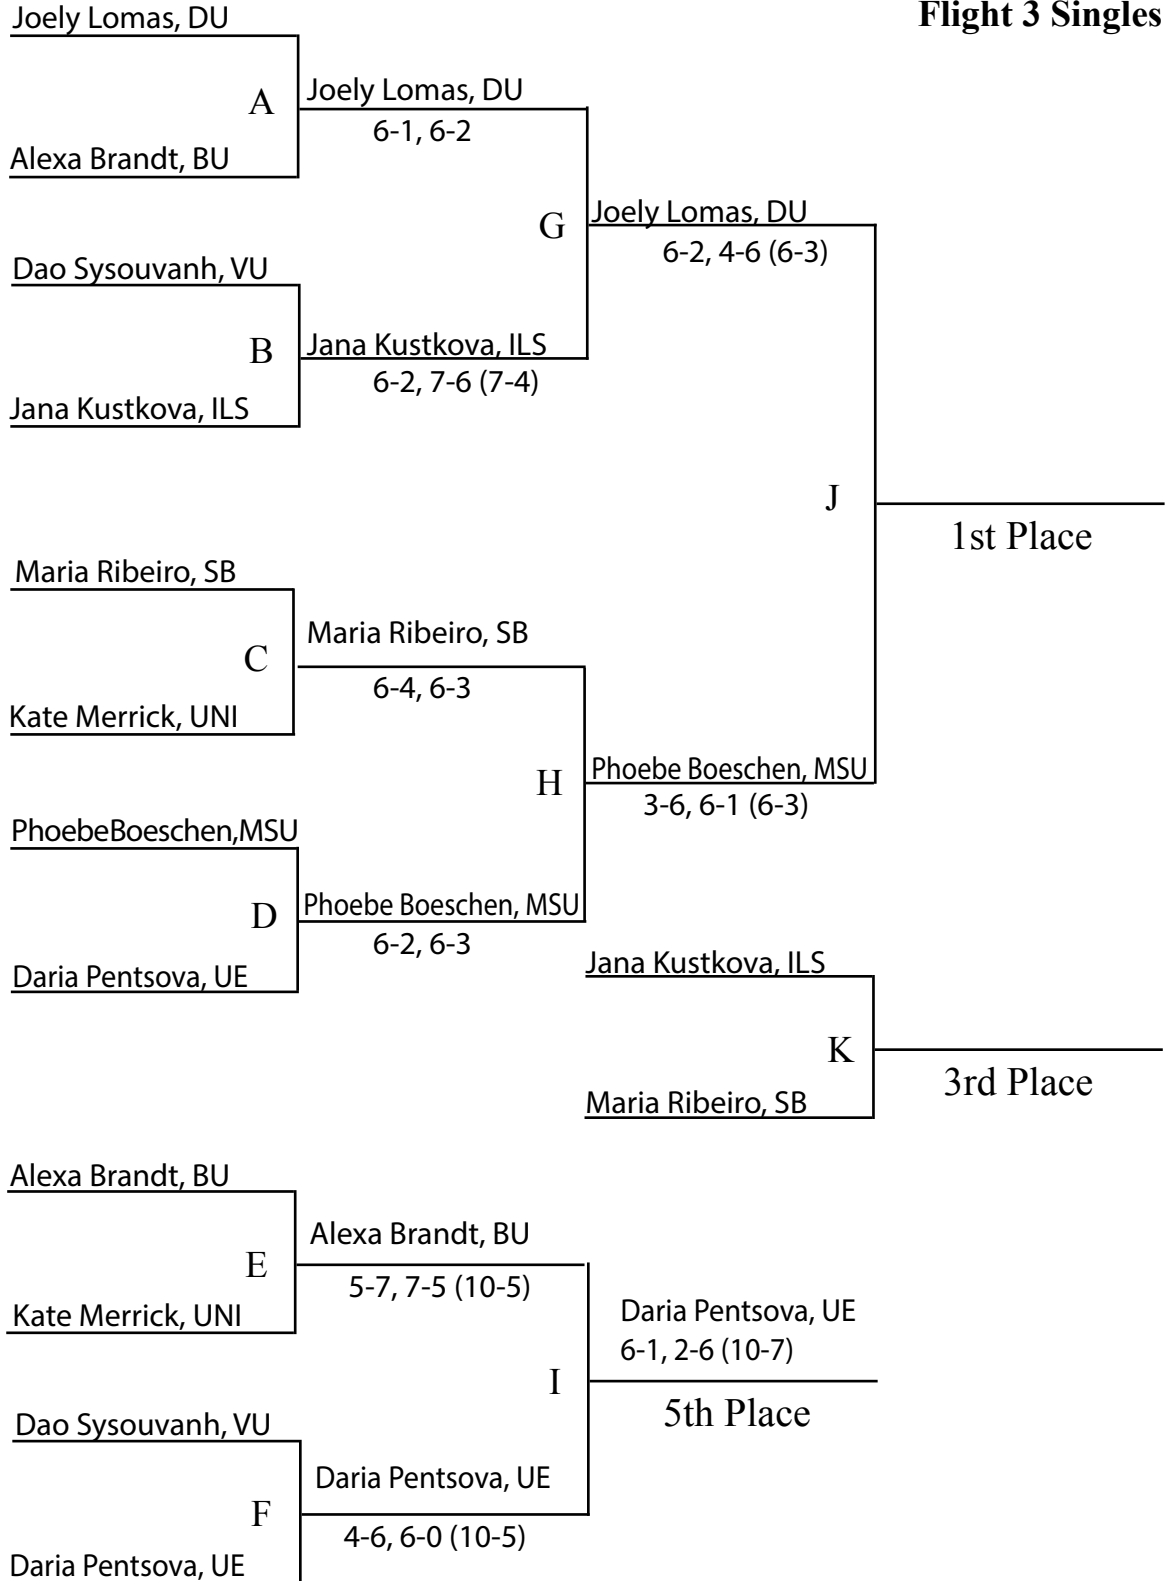 Flight 3 Singles
Joely Lomas, DU
A
Joely Lomas, DU
6-1, 6-2
Alexa Brandt, BU
G
Joely Lomas, DU
6-2, 4-6 (6-3)
Dao Sysouvanh, VU
B
Jana Kustkova, ILS
6-2, 7-6 (7-4)
Jana Kustkova, ILS
J
1st Place
Maria Ribeiro, SB
C
Maria Ribeiro, SB
6-4, 6-3
Kate Merrick, UNI
H
Phoebe Boeschen, MSU
3-6, 6-1 (6-3)
PhoebeBoeschen,MSU
D
Phoebe Boeschen, MSU
6-2, 6-3
Daria Pentsova, UE
Jana Kustkova, ILS
K
3rd Place
Maria Ribeiro, SB
Alexa Brandt, BU
E
Alexa Brandt, BU
5-7, 7-5 (10-5)
Kate Merrick, UNI
I
Daria Pentsova, UE
6-1, 2-6 (10-7)
5th Place
Dao Sysouvanh, VU
F
Daria Pentsova, UE
4-6, 6-0 (10-5)
Daria Pentsova, UE